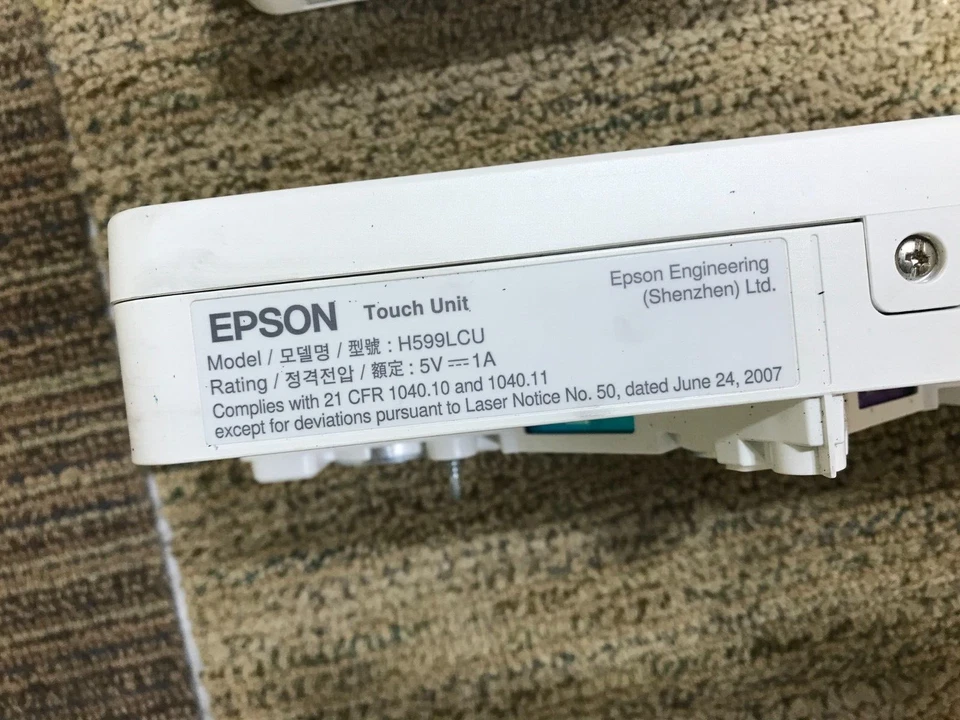 EPSON Touch Unit
Epson Engineering
(Shenzhen) Ltd.
Model / 모델명 / 型號 : H599LCU
Rating / 정격전압 / 額定 : 5V ⎓ 1A
Complies with 21 CFR 1040.10 and 1040.11
except for deviations pursuant to Laser Notice No. 50, dated June 24, 2007